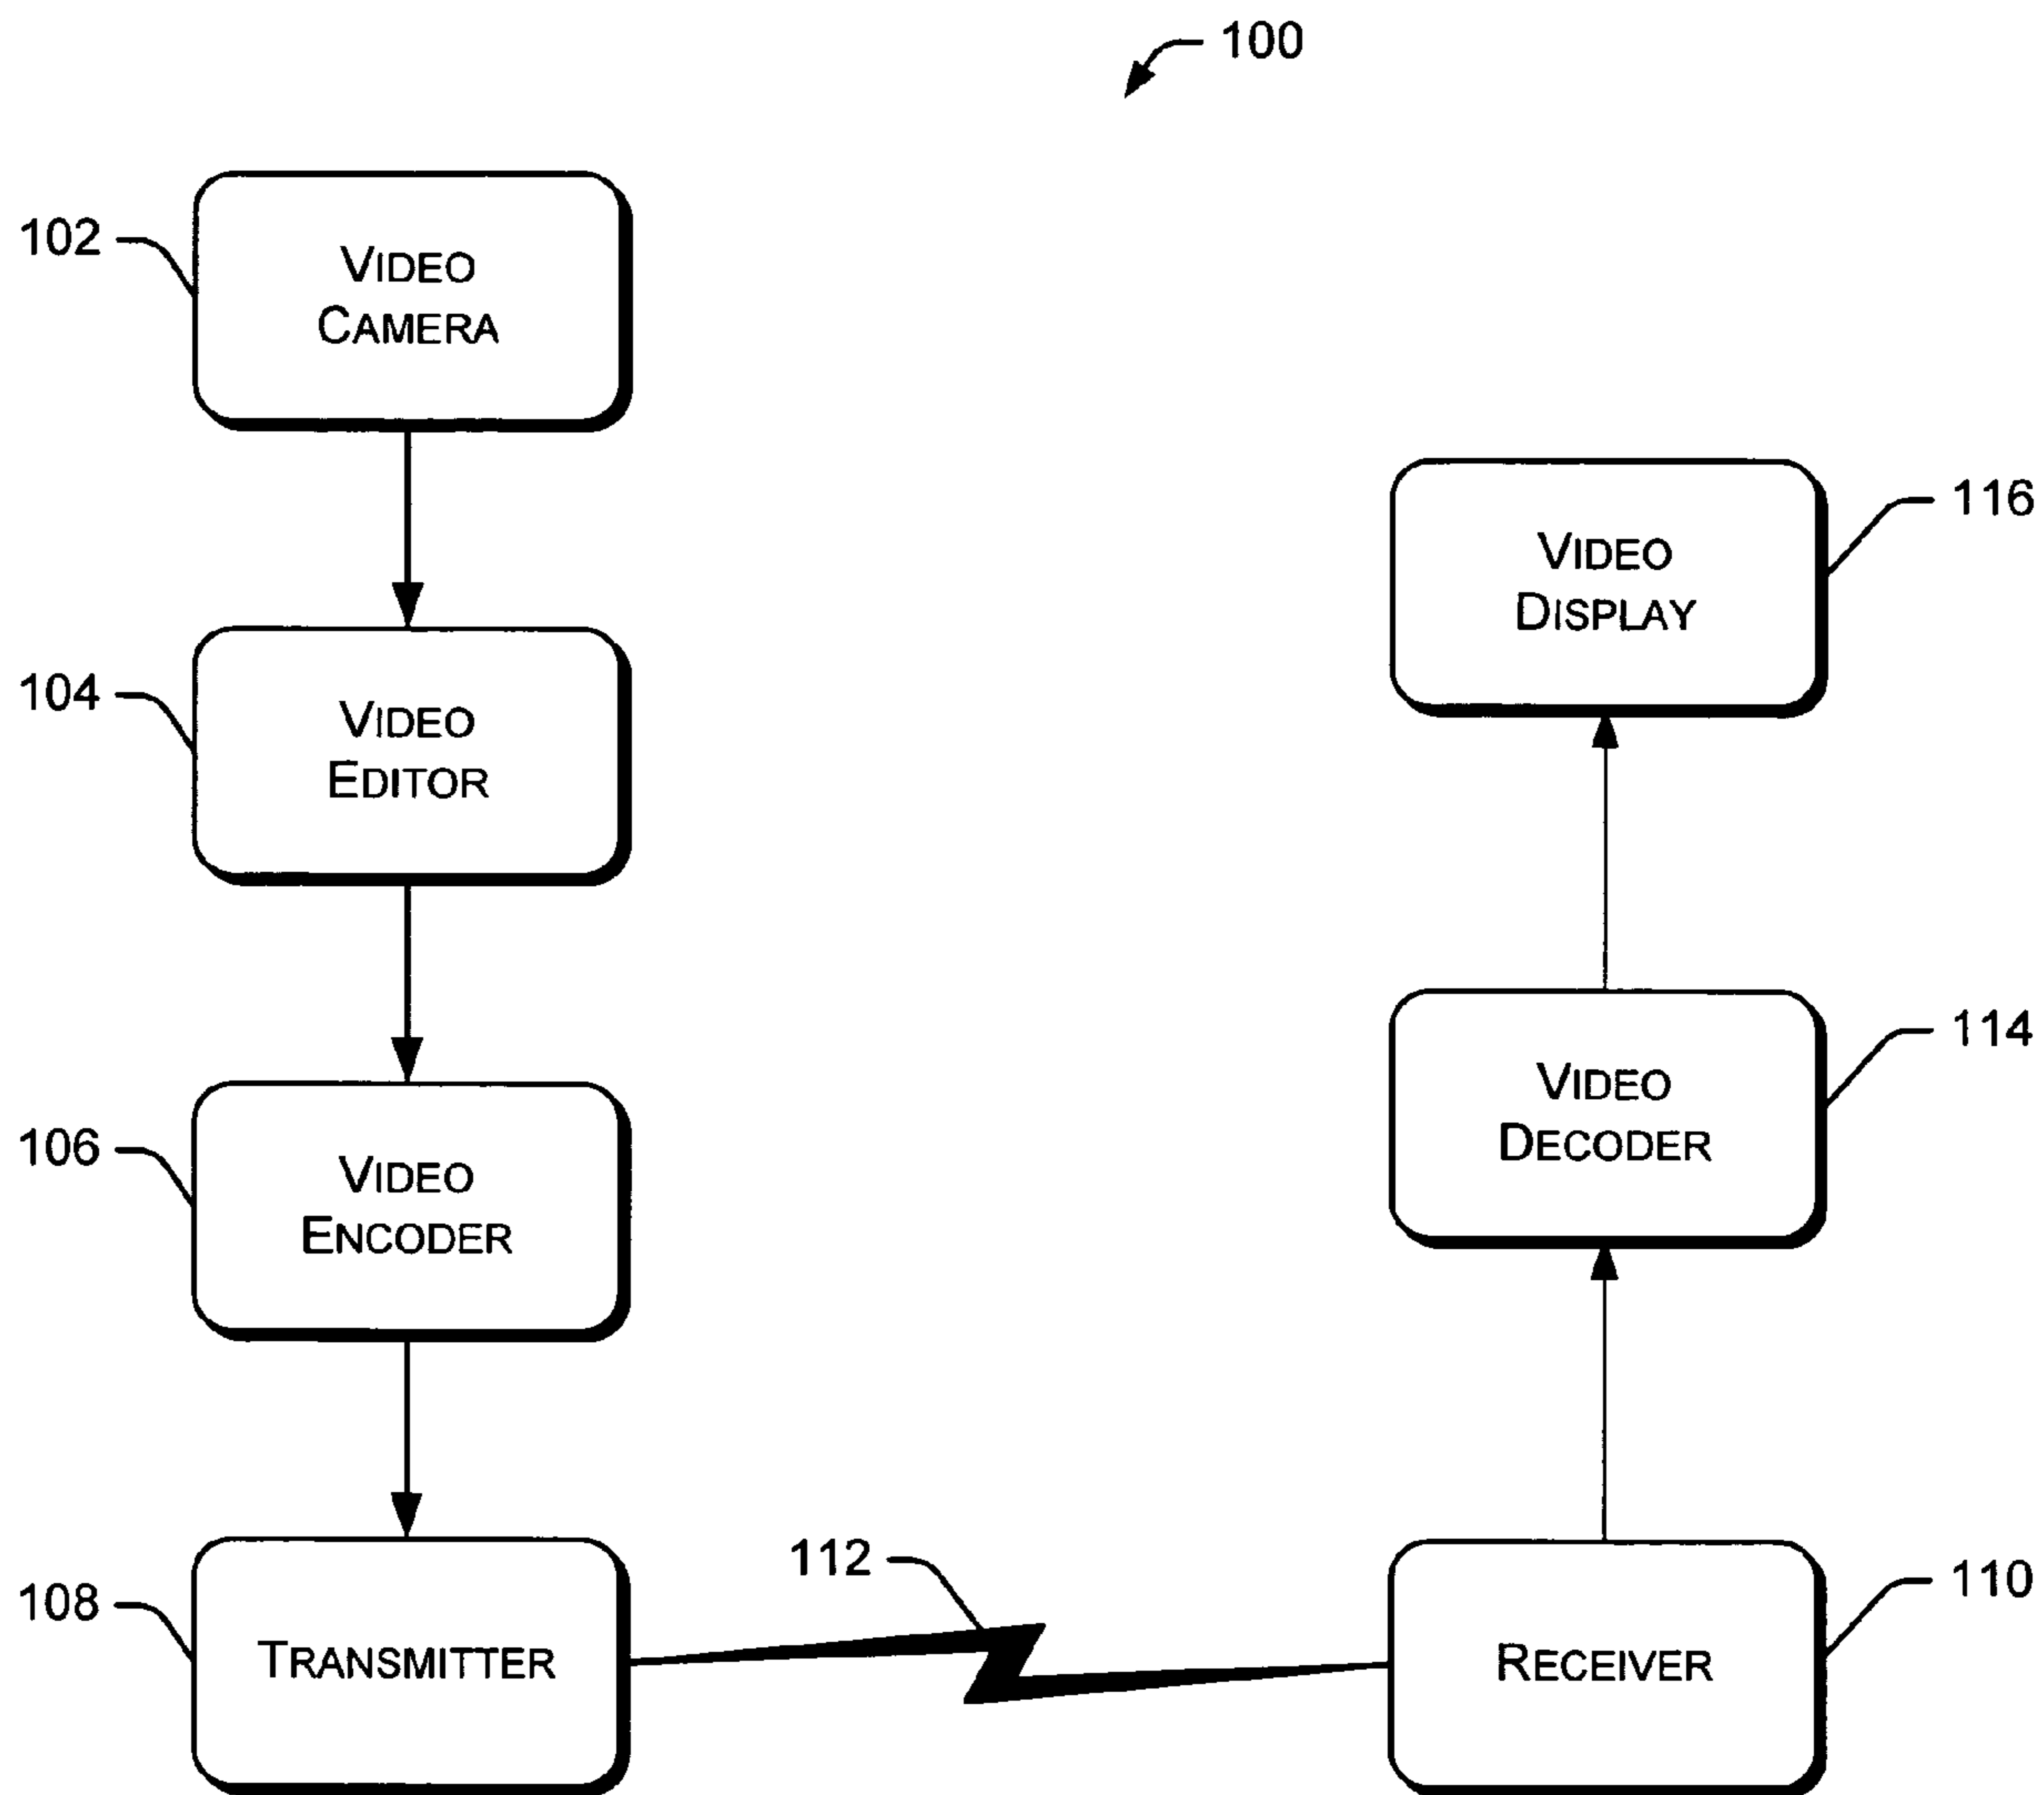 100
102
VIDEO
CAMERA
104
VIDEO
EDITOR
106
VIDEO
ENCODER
108
TRANSMITTER
112
116
VIDEO
DISPLAY
114
VIDEO
DECODER
110
RECEIVER